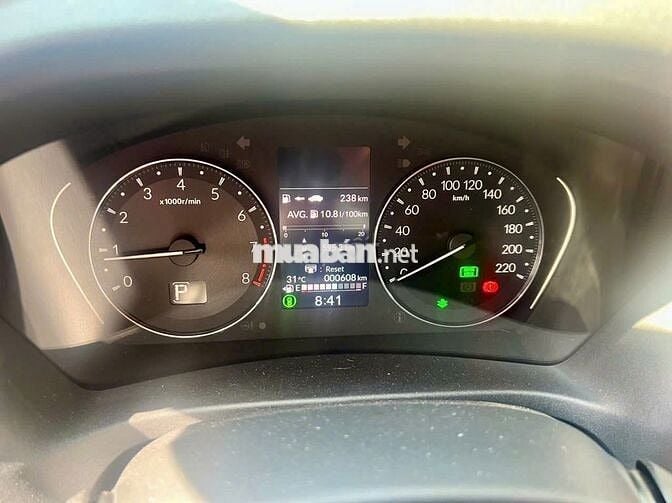 238 km
AVG. 10.8 l/100km
0 10 20
: Reset
31°C 000608 km
E F
8:41
0 1 2 3 4 5 6 7 8
x1000r/min
P
0 20 40 60 80 100 120 140 160 180 200 220
km/h
muaban.net